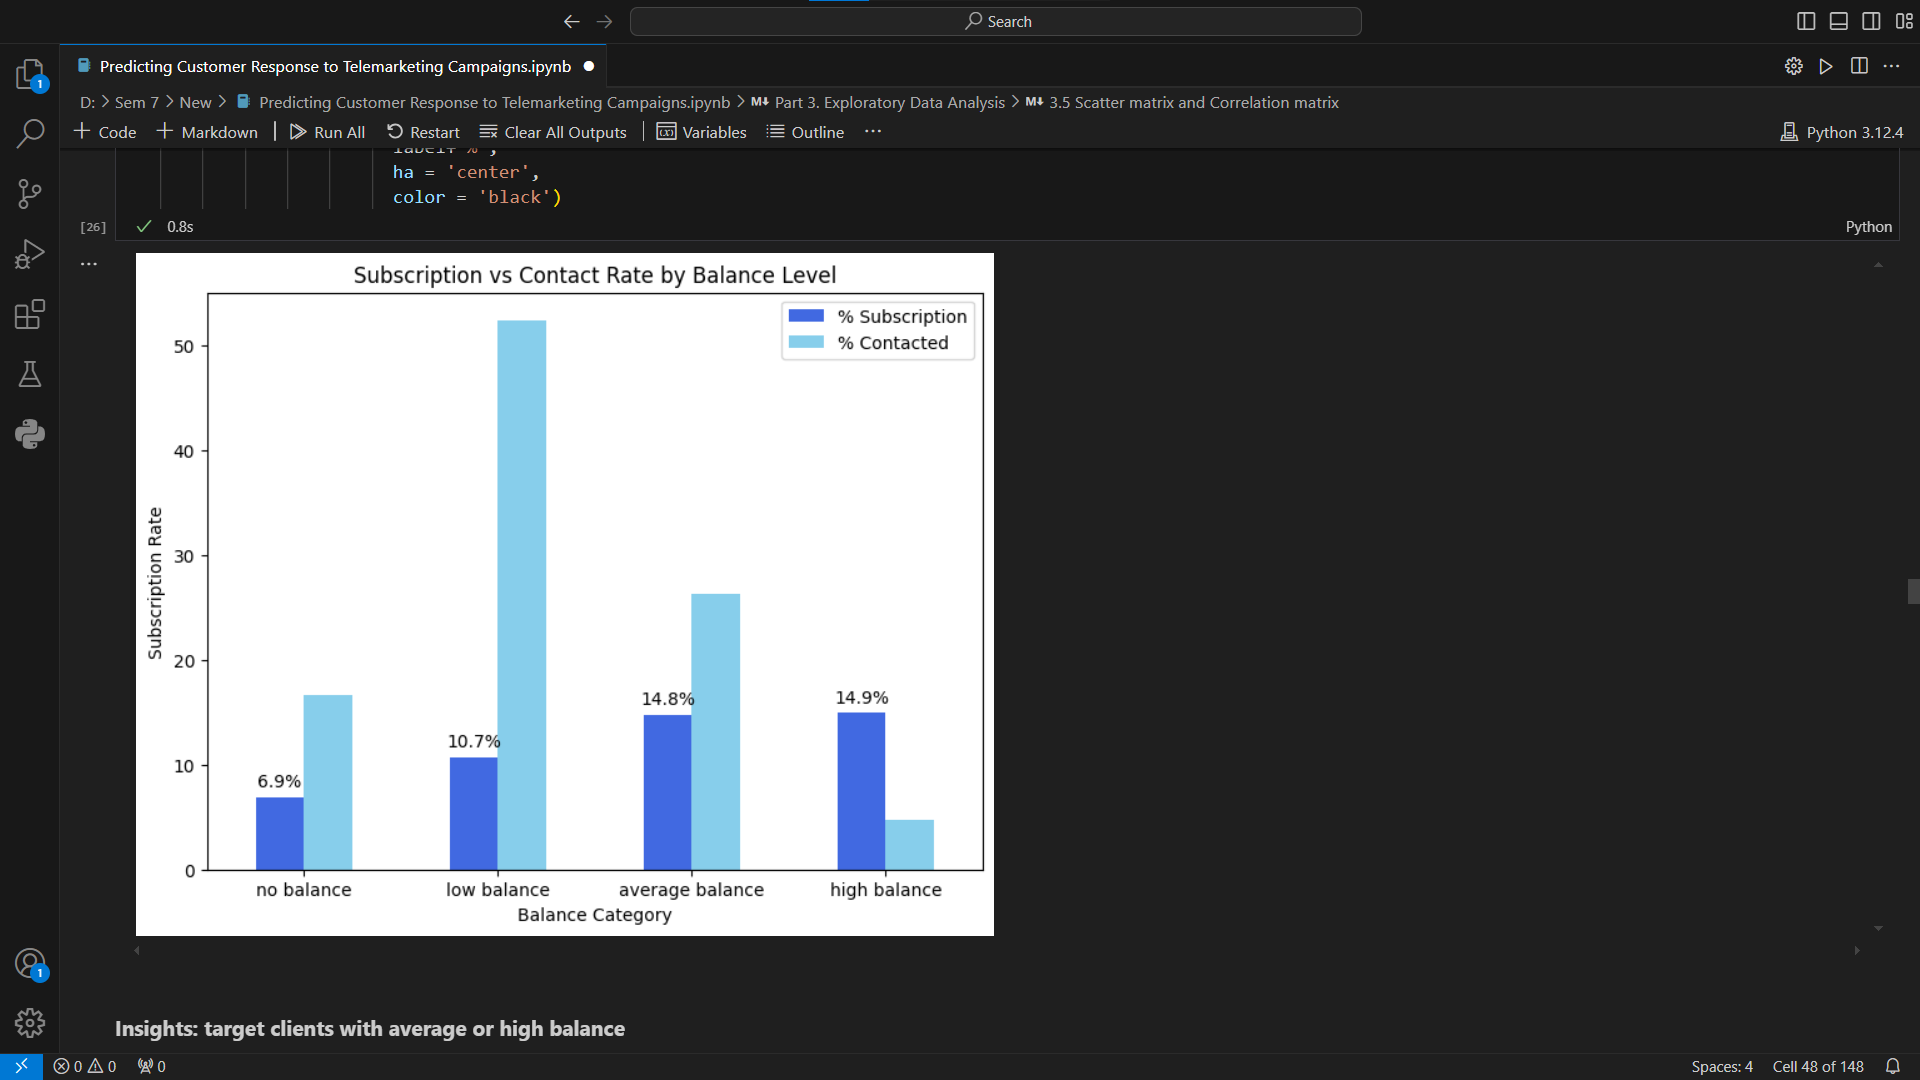 Search
Predicting Customer Response to Telemarketing Campaigns.ipynb
D: > Sem 7 > New > Predicting Customer Response to Telemarketing Campaigns.ipynb > M↓ Part 3. Exploratory Data Analysis > M↓ 3.5 Scatter matrix and Correlation matrix
+ Code + Markdown | Run All Restart Clear All Outputs | Variables Outline ... Python 3.12.4
label+'%',
ha = 'center',
color = 'black')
[26] ✓ 0.8s Python
...
Subscription vs Contact Rate by Balance Level
% Subscription
% Contacted
50
40
30
20
10
0
Subscription Rate
6.9%
10.7%
14.8%
14.9%
no balance low balance average balance high balance
Balance Category
Insights: target clients with average or high balance
1
1
0 0 0 Spaces: 4 Cell 48 of 148